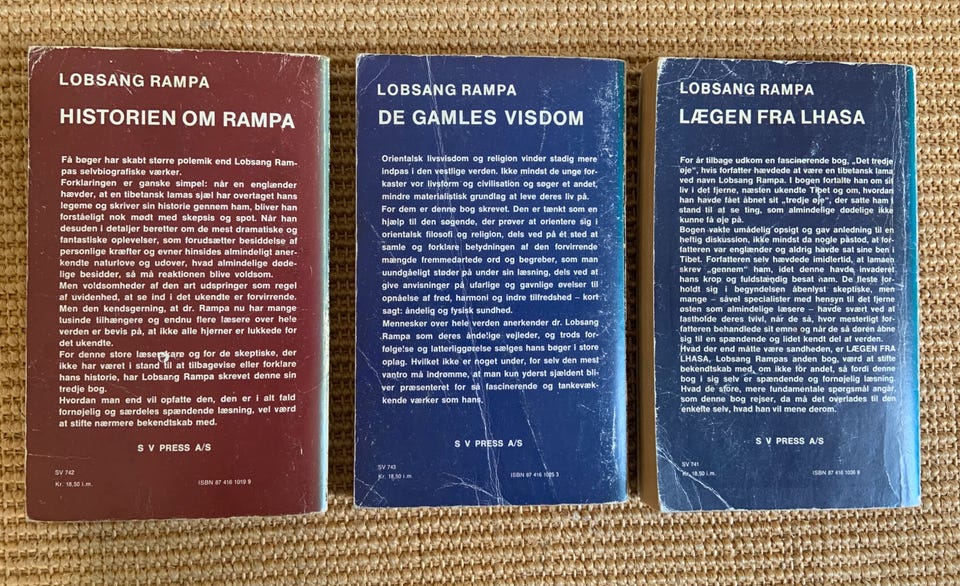 LOBSANG RAMPA
HISTORIEN OM RAMPA
Få bøger har skabt større polemik end Lobsang Ram-
pas selvbiografiske værker.
Forklaringen er ganske simpel: når en englænder
hævder, at en tibetansk lamas sjæl har overtaget hans
legeme og skriver sin historie gennem ham, bliver han
forståeligt nok mødt med skepsis og spot. Når han
desuden i detaljer beretter om de mest dramatiske og
fantastiske oplevelser, som forudsætter besiddelse af
personlige kræfter og evner hinsides almindeligt aner-
kendte naturlove og udover, hvad almindelige døde-
lige besidder, så må reaktionen blive voldsom.
Men voldsomheder af den art udspringer som regel
af uvidenhed, at se ind i det ukendte er forvirrende.
Men den kendsgerning, at dr. Rampa nu har mange
tusinde tilhængere og endnu flere læsere over hele
verden er bevis på, at ikke alle hjerner er lukkede for
det ukendte.
For denne store læserskare og for de skeptiske, der
ikke har været i stand til at tilbagevise eller forklare
hans historie, har Lobsang Rampa skrevet denne sin
tredje bog.
Hvordan man end vil opfatte den, den er i alt fald
fornøjelig og særdeles spændende læsning, vel værd
at stifte nærmere bekendtskab med.
S V PRESS A/S
SV 742
Kr. 18,50 i.m.
ISBN 87 416 1019 9
LOBSANG RAMPA
DE GAMLES VISDOM
Orientalsk livsvisdom og religion vinder stadig mere
indpas i den vestlige verden. Ikke mindst de unge for-
kaster vor livsform og civilisation og søger et andet,
mindre materialistisk grundlag at leve deres liv på.
For dem er denne bog skrevet. Den er tænkt som en
hjælp til den søgende, der prøver at orientere sig i
orientalsk filosofi og religion, dels ved på ét sted at
samle og forklare betydningen af den forvirrende
mængde fremmedartede ord og begreber, som man
uundgåeligt støder på under sin læsning, dels ved at
give anvisninger på ufarlige og gavnlige øvelser til
opnåelse af fred, harmoni og indre tilfredshed – kort
sagt: åndelig og fysisk sundhed.
Mennesker over hele verden anerkender dr. Lobsang
Rampa som deres åndelige vejleder, og trods for-
følgelse og latterliggørelse sælges hans bøger i store
oplag. Hvilket ikke er noget under, for selv den mest
vantro må indrømme, at man kun yderst sjældent bli-
ver præsenteret for så fascinerende og tankevæk-
kende værker som hans.
S V PRESS A/S
SV 743
Kr. 18,50 i.m.
ISBN 87 416 1025 3
LOBSANG RAMPA
LÆGEN FRA LHASA
For år tilbage udkom en fascinerende bog, „Det tredje
øje“, hvis forfatter hævdede at være en tibetansk lama
ved navn Lobsang Rampa. I bogen fortalte han om sit
liv i det fjerne, næsten ukendte Tibet og om, hvordan
han havde fået åbnet sit „tredje øje“, der satte ham i
stand til at se ting, som almindelige dødelige ikke
kunne få øje på.
Bogen vakte umådelig opsigt og gav anledning til en
heftig diskussion, ikke mindst da nogle påstod, at for-
fatteren var englænder og aldrig havde sat sine ben i
Tibet. Forfatteren selv hævdede imidlertid, at lamaen
skrev „gennem“ ham, idet denne havde invaderet
hans krop og fuldstændig besat ham. De fleste for-
holdt sig i begyndelsen åbenlyst skeptiske, men
mange – såvel specialister med hensyn til det fjerne
østen som almindelige læsere – havde svært ved at
fastholde deres tvivl, når de så, hvor mesterligt for-
fatteren behandlede sit emne og når de så døren åbne
sig til en spændende og lidet kendt del af verden.
Hvad der end måtte være sandheden, er LÆGEN FRA
LHASA, Lobsang Rampas anden bog, værd at stifte
bekendtskab med, om ikke för andet, så fordi denne
bog i sig selv er spændende og fornøjelig læsning.
Hvad de store, mere fundamentale spørgsmål angår,
som denne bog rejser, da må det overlades til den
enkelte selv, hvad han vil mene derom.
S V PRESS A/S
SV 741
Kr. 18,50 i.m.
ISBN 87 416 1036 9